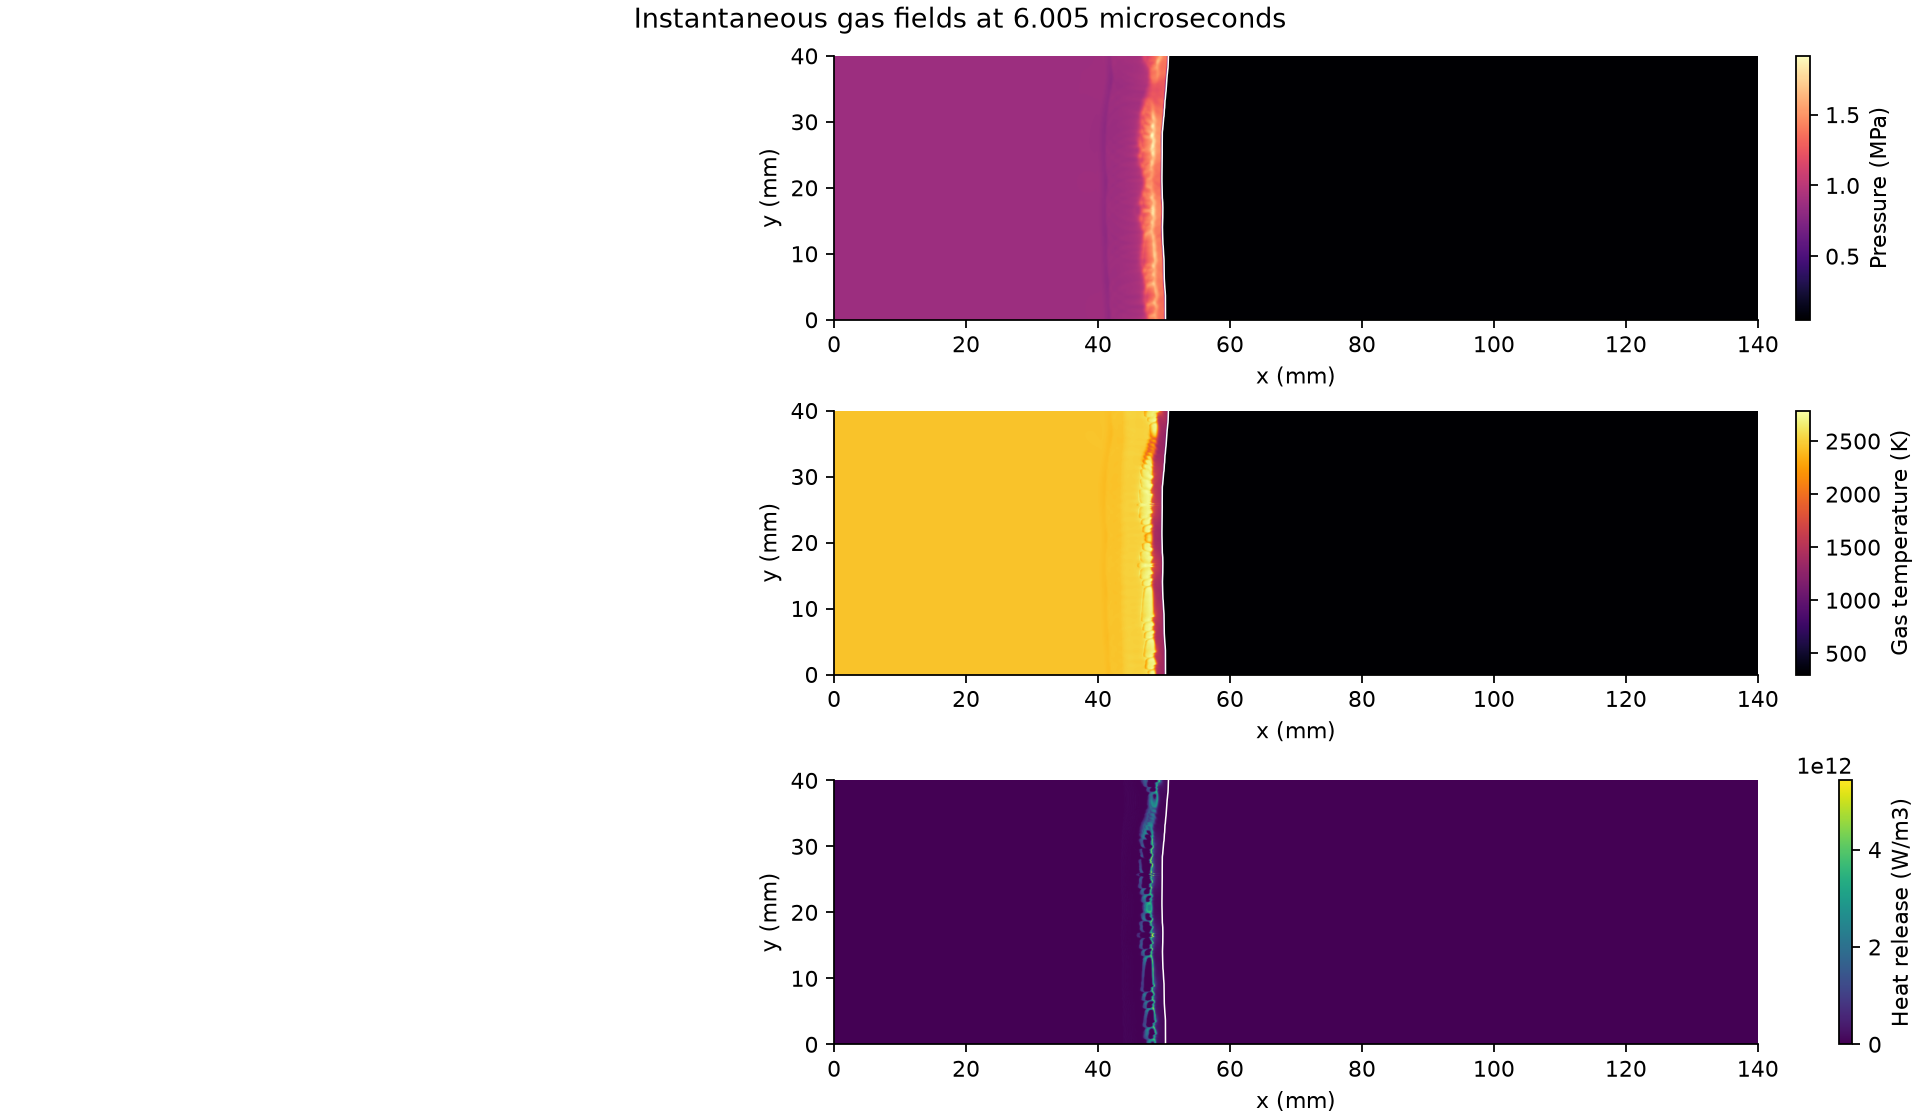 Instantaneous gas fields at 6.005 microseconds
40
30
20
10
0
y (mm)
0 20 40 60 80 100 120 140
x (mm)
1.5
1.0
0.5
Pressure (MPa)
40
30
20
10
0
y (mm)
0 20 40 60 80 100 120 140
x (mm)
2500
2000
1500
1000
500
Gas temperature (K)
40
30
20
10
0
y (mm)
0 20 40 60 80 100 120 140
x (mm)
1e12
4
2
0
Heat release (W/m3)